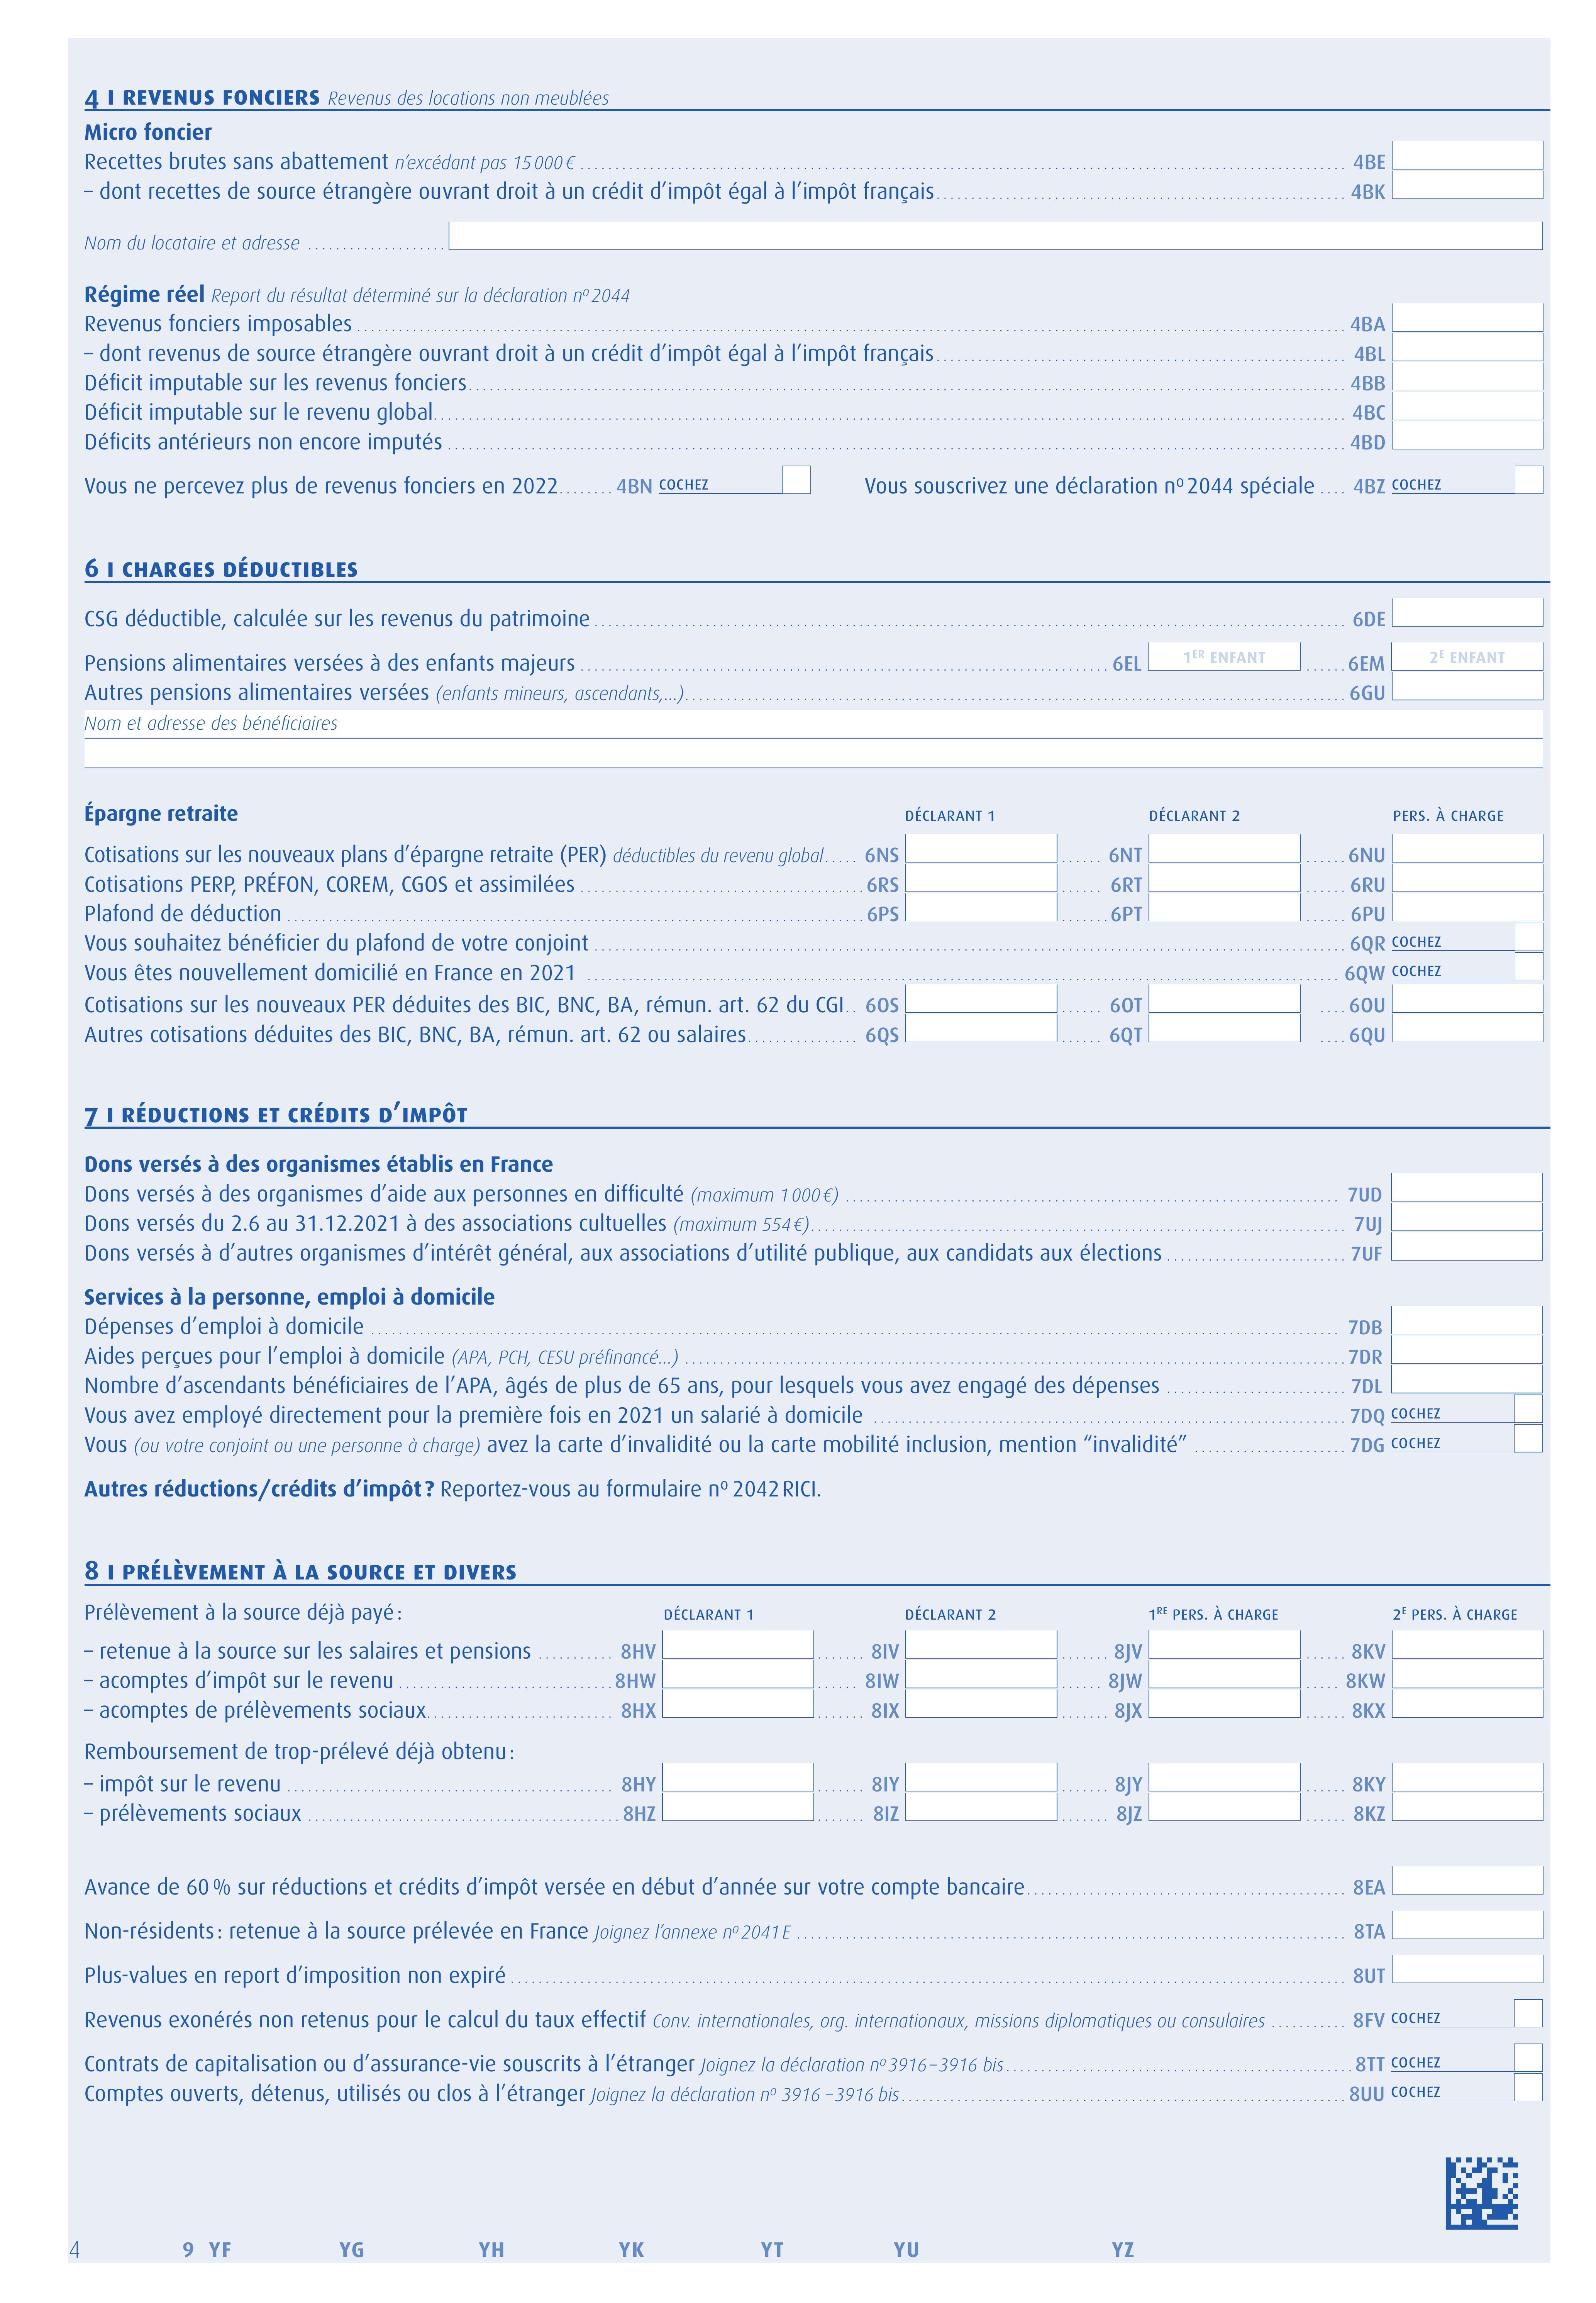 4 I REVENUS FONCIERS Revenus des locations non meublées
Micro foncier
Recettes brutes sans abattement n’excédant pas 15 000 € 4BE
– dont recettes de source étrangère ouvrant droit à un crédit d’impôt égal à l’impôt français 4BK
Nom du locataire et adresse
Régime réel Report du résultat déterminé sur la déclaration nº 2044
Revenus fonciers imposables 4BA
– dont revenus de source étrangère ouvrant droit à un crédit d’impôt égal à l’impôt français 4BL
Déficit imputable sur les revenus fonciers 4BB
Déficit imputable sur le revenu global 4BC
Déficits antérieurs non encore imputés 4BD
Vous ne percevez plus de revenus fonciers en 2022 4BN COCHEZ Vous souscrivez une déclaration nº 2044 spéciale 4BZ COCHEZ
6 I CHARGES DÉDUCTIBLES
CSG déductible, calculée sur les revenus du patrimoine 6DE
Pensions alimentaires versées à des enfants majeurs 6EL 1ER ENFANT 6EM 2E ENFANT
Autres pensions alimentaires versées (enfants mineurs, ascendants,...) 6GU
Nom et adresse des bénéficiaires
Épargne retraite DÉCLARANT 1 DÉCLARANT 2 PERS. À CHARGE
Cotisations sur les nouveaux plans d’épargne retraite (PER) déductibles du revenu global 6NS 6NT 6NU
Cotisations PERP, PRÉFON, COREM, CGOS et assimilées 6RS 6RT 6RU
Plafond de déduction 6PS 6PT 6PU
Vous souhaitez bénéficier du plafond de votre conjoint 6QR COCHEZ
Vous êtes nouvellement domicilié en France en 2021 6QW COCHEZ
Cotisations sur les nouveaux PER déduites des BIC, BNC, BA, rémun. art. 62 du CGI 6OS 6OT 6OU
Autres cotisations déduites des BIC, BNC, BA, rémun. art. 62 ou salaires 6QS 6QT 6QU
7 I RÉDUCTIONS ET CRÉDITS D’IMPÔT
Dons versés à des organismes établis en France
Dons versés à des organismes d’aide aux personnes en difficulté (maximum 1 000 €) 7UD
Dons versés du 2.6 au 31.12.2021 à des associations cultuelles (maximum 554 €) 7UJ
Dons versés à d’autres organismes d’intérêt général, aux associations d’utilité publique, aux candidats aux élections 7UF
Services à la personne, emploi à domicile
Dépenses d’emploi à domicile 7DB
Aides perçues pour l’emploi à domicile (APA, PCH, CESU préfinancé...) 7DR
Nombre d’ascendants bénéficiaires de l’APA, âgés de plus de 65 ans, pour lesquels vous avez engagé des dépenses 7DL
Vous avez employé directement pour la première fois en 2021 un salarié à domicile 7DQ COCHEZ
Vous (ou votre conjoint ou une personne à charge) avez la carte d’invalidité ou la carte mobilité inclusion, mention “invalidité” 7DG COCHEZ
Autres réductions/crédits d’impôt ? Reportez-vous au formulaire nº 2042 RICI.
8 I PRÉLÈVEMENT À LA SOURCE ET DIVERS
Prélèvement à la source déjà payé : DÉCLARANT 1 DÉCLARANT 2 1RE PERS. À CHARGE 2E PERS. À CHARGE
– retenue à la source sur les salaires et pensions 8HV 8IV 8JV 8KV
– acomptes d’impôt sur le revenu 8HW 8IW 8JW 8KW
– acomptes de prélèvements sociaux 8HX 8IX 8JX 8KX
Remboursement de trop-prélevé déjà obtenu :
– impôt sur le revenu 8HY 8IY 8JY 8KY
– prélèvements sociaux 8HZ 8IZ 8JZ 8KZ
Avance de 60 % sur réductions et crédits d’impôt versée en début d’année sur votre compte bancaire 8EA
Non-résidents : retenue à la source prélevée en France Joignez l’annexe nº 2041 E 8TA
Plus-values en report d’imposition non expiré 8UT
Revenus exonérés non retenus pour le calcul du taux effectif Conv. internationales, org. internationaux, missions diplomatiques ou consulaires 8FV COCHEZ
Contrats de capitalisation ou d’assurance-vie souscrits à l’étranger Joignez la déclaration nº 3916 – 3916 bis 8TT COCHEZ
Comptes ouverts, détenus, utilisés ou clos à l’étranger Joignez la déclaration nº 3916 – 3916 bis 8UU COCHEZ
4 9 YF YG YH YK YT YU YZ